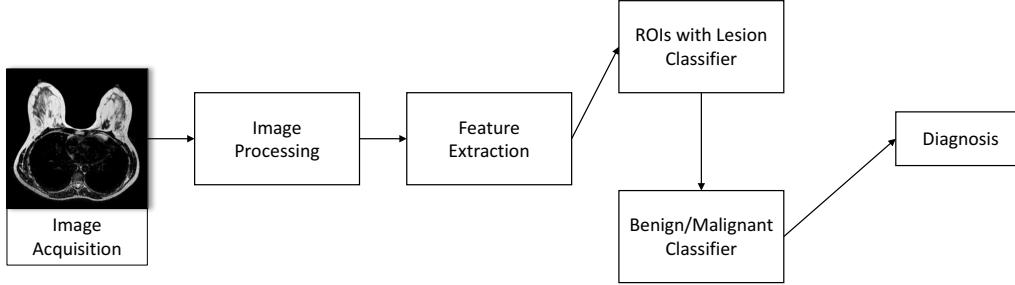 Image
Acquisition
Image
Processing
Feature
Extraction
ROIs with Lesion
Classifier
Benign/Malignant
Classifier
Diagnosis